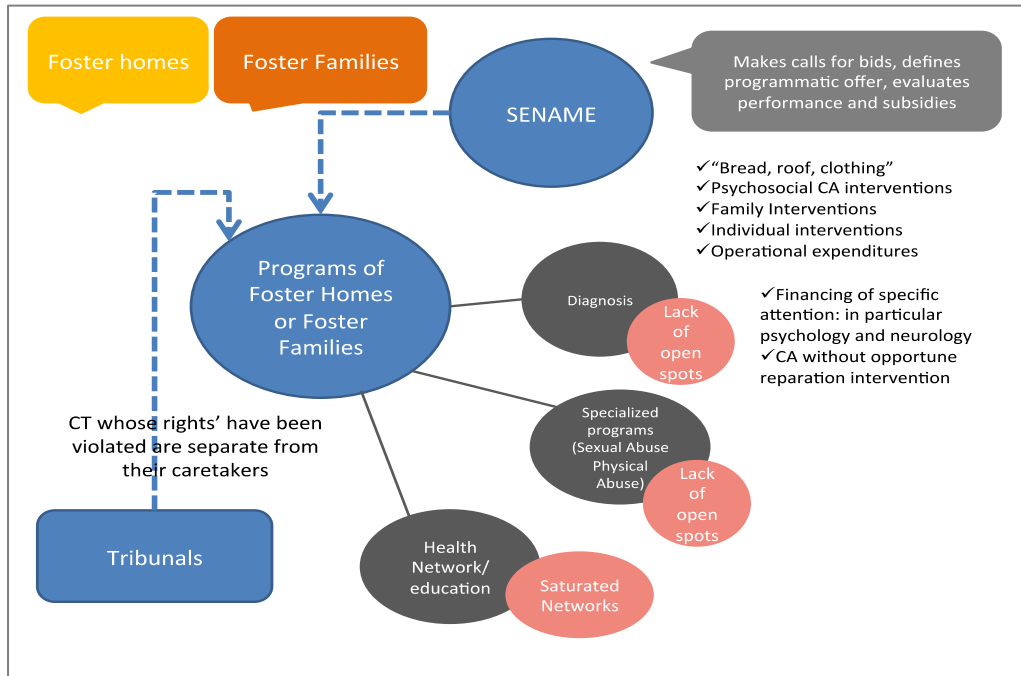 Foster homes
Foster Families
SENAME
Makes calls for bids, defines
programmatic offer, evaluates
performance and subsidies
✓“Bread, roof, clothing”
✓Psychosocial CA interventions
✓Family Interventions
✓Individual interventions
✓Operational expenditures
Programs of
Foster Homes
or Foster
Families
Diagnosis
Lack
of
open
spots
✓Financing of specific
attention: in particular
psychology and neurology
✓CA without opportune
reparation intervention
CT whose rights’ have been
violated are separate from
their caretakers
Specialized
programs
(Sexual Abuse
Physical
Abuse)
Lack
of
open
spots
Tribunals
Health
Network/
education
Saturated
Networks